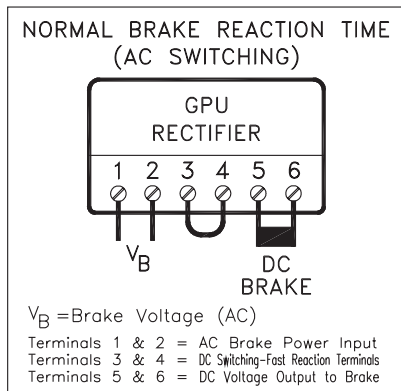 NORMAL BRAKE REACTION TIME
(AC SWITCHING)
GPU
RECTIFIER
1 2 3 4 5 6
VB
DC
BRAKE
VB =Brake Voltage (AC)
Terminals 1 & 2 = AC Brake Power Input
Terminals 3 & 4 = DC Switching-Fast Reaction Terminals
Terminals 5 & 6 = DC Voltage Output to Brake